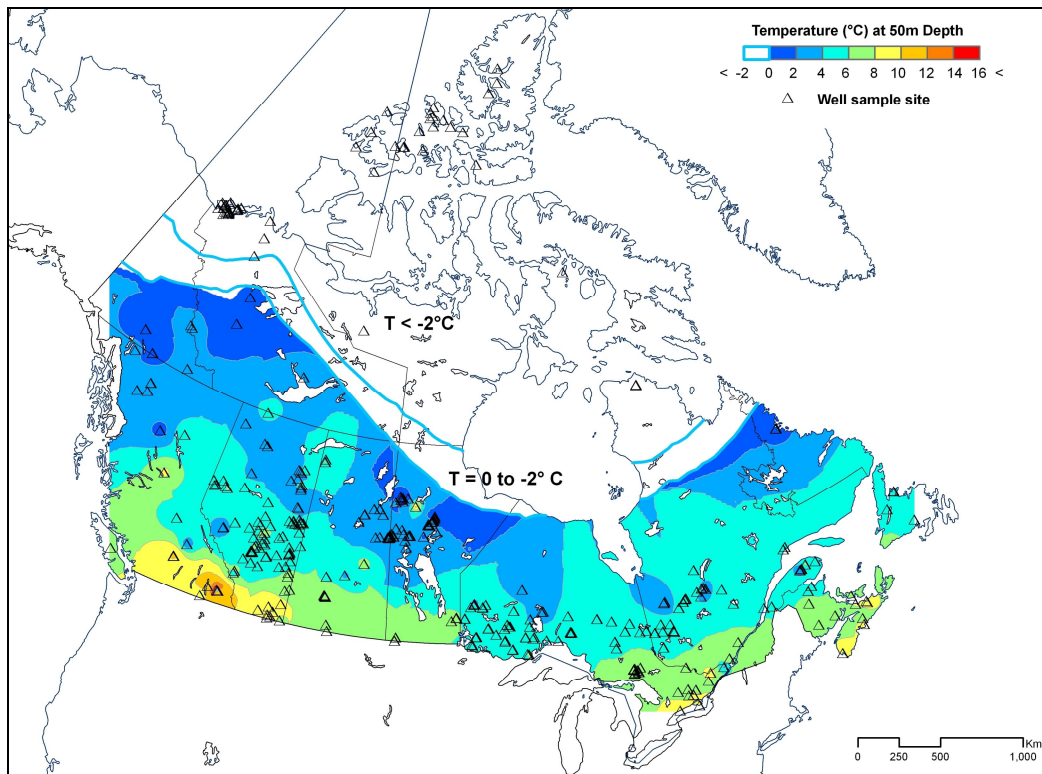 Temperature (°C) at 50m Depth
< -2 0 2 4 6 8 10 12 14 16 <
Well sample site
T < -2°C
T = 0 to -2° C
Km
0 250 500 1,000